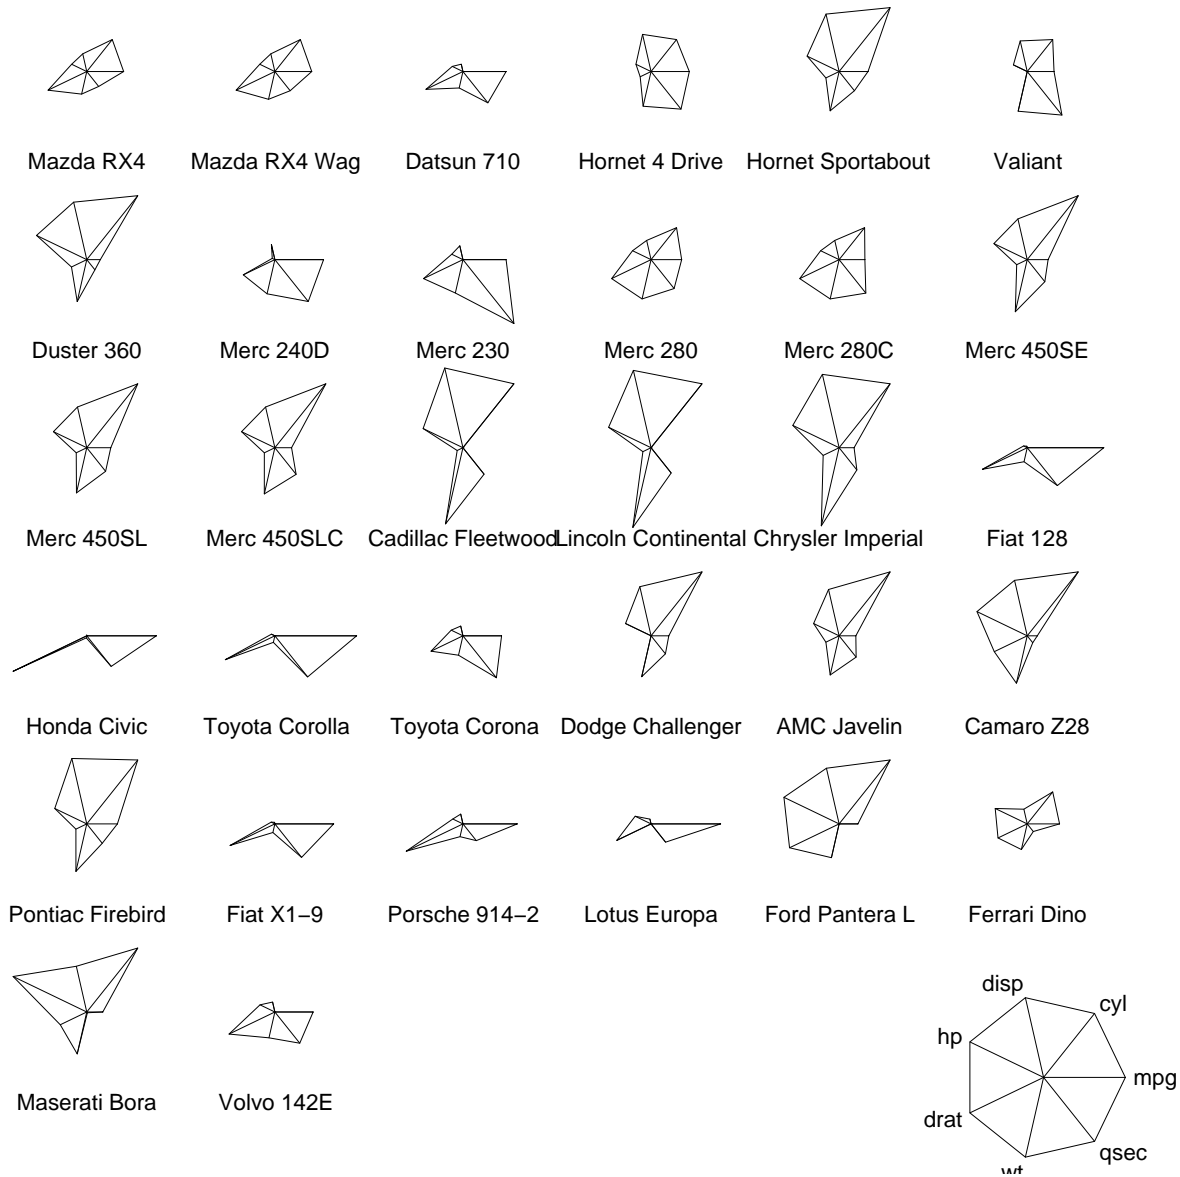 Mazda RX4
Mazda RX4 Wag
Datsun 710
Hornet 4 Drive
Hornet Sportabout
Valiant
Duster 360
Merc 240D
Merc 230
Merc 280
Merc 280C
Merc 450SE
Merc 450SL
Merc 450SLC
Cadillac Fleetwood
Lincoln Continental
Chrysler Imperial
Fiat 128
Honda Civic
Toyota Corolla
Toyota Corona
Dodge Challenger
AMC Javelin
Camaro Z28
Pontiac Firebird
Fiat X1−9
Porsche 914−2
Lotus Europa
Ford Pantera L
Ferrari Dino
Maserati Bora
Volvo 142E
disp
cyl
hp
mpg
drat
qsec
wt